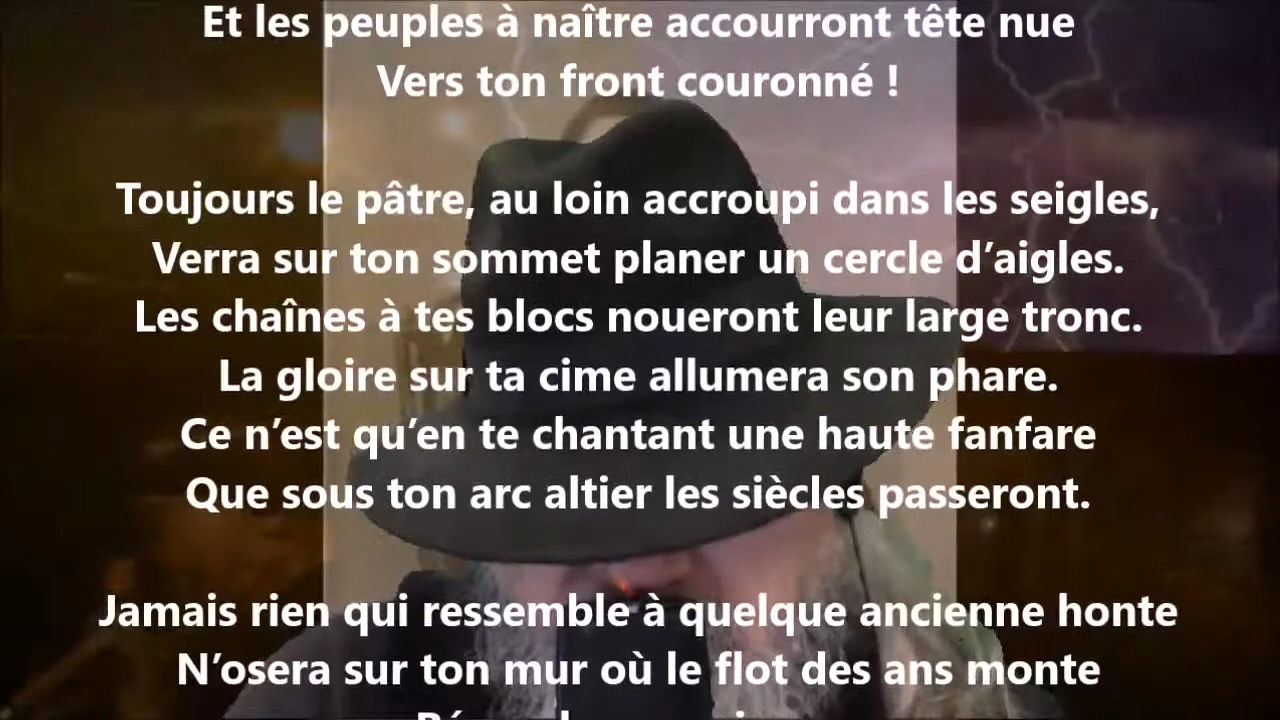 Et les peuples à naître accourront tête nue
Vers ton front couronné !
Toujours le pâtre, au loin accroupi dans les seigles,
Verra sur ton sommet planer un cercle d’aigles.
Les chaînes à tes blocs noueront leur large tronc.
La gloire sur ta cime allumera son phare.
Ce n’est qu’en te chantant une haute fanfare
Que sous ton arc altier les siècles passeront.
Jamais rien qui ressemble à quelque ancienne honte
N’osera sur ton mur où le flot des ans monte